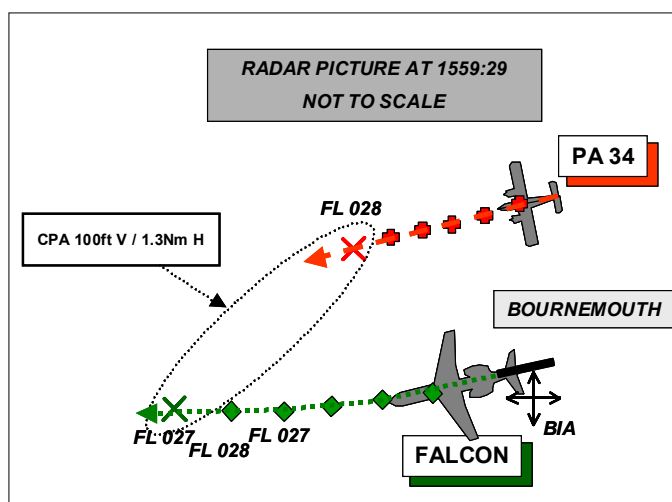 RADAR PICTURE AT 1559:29
NOT TO SCALE
PA 34
FL 028
CPA 100ft V / 1.3Nm H
BOURNEMOUTH
FL 027
FL 028
FL 027
BIA
FALCON